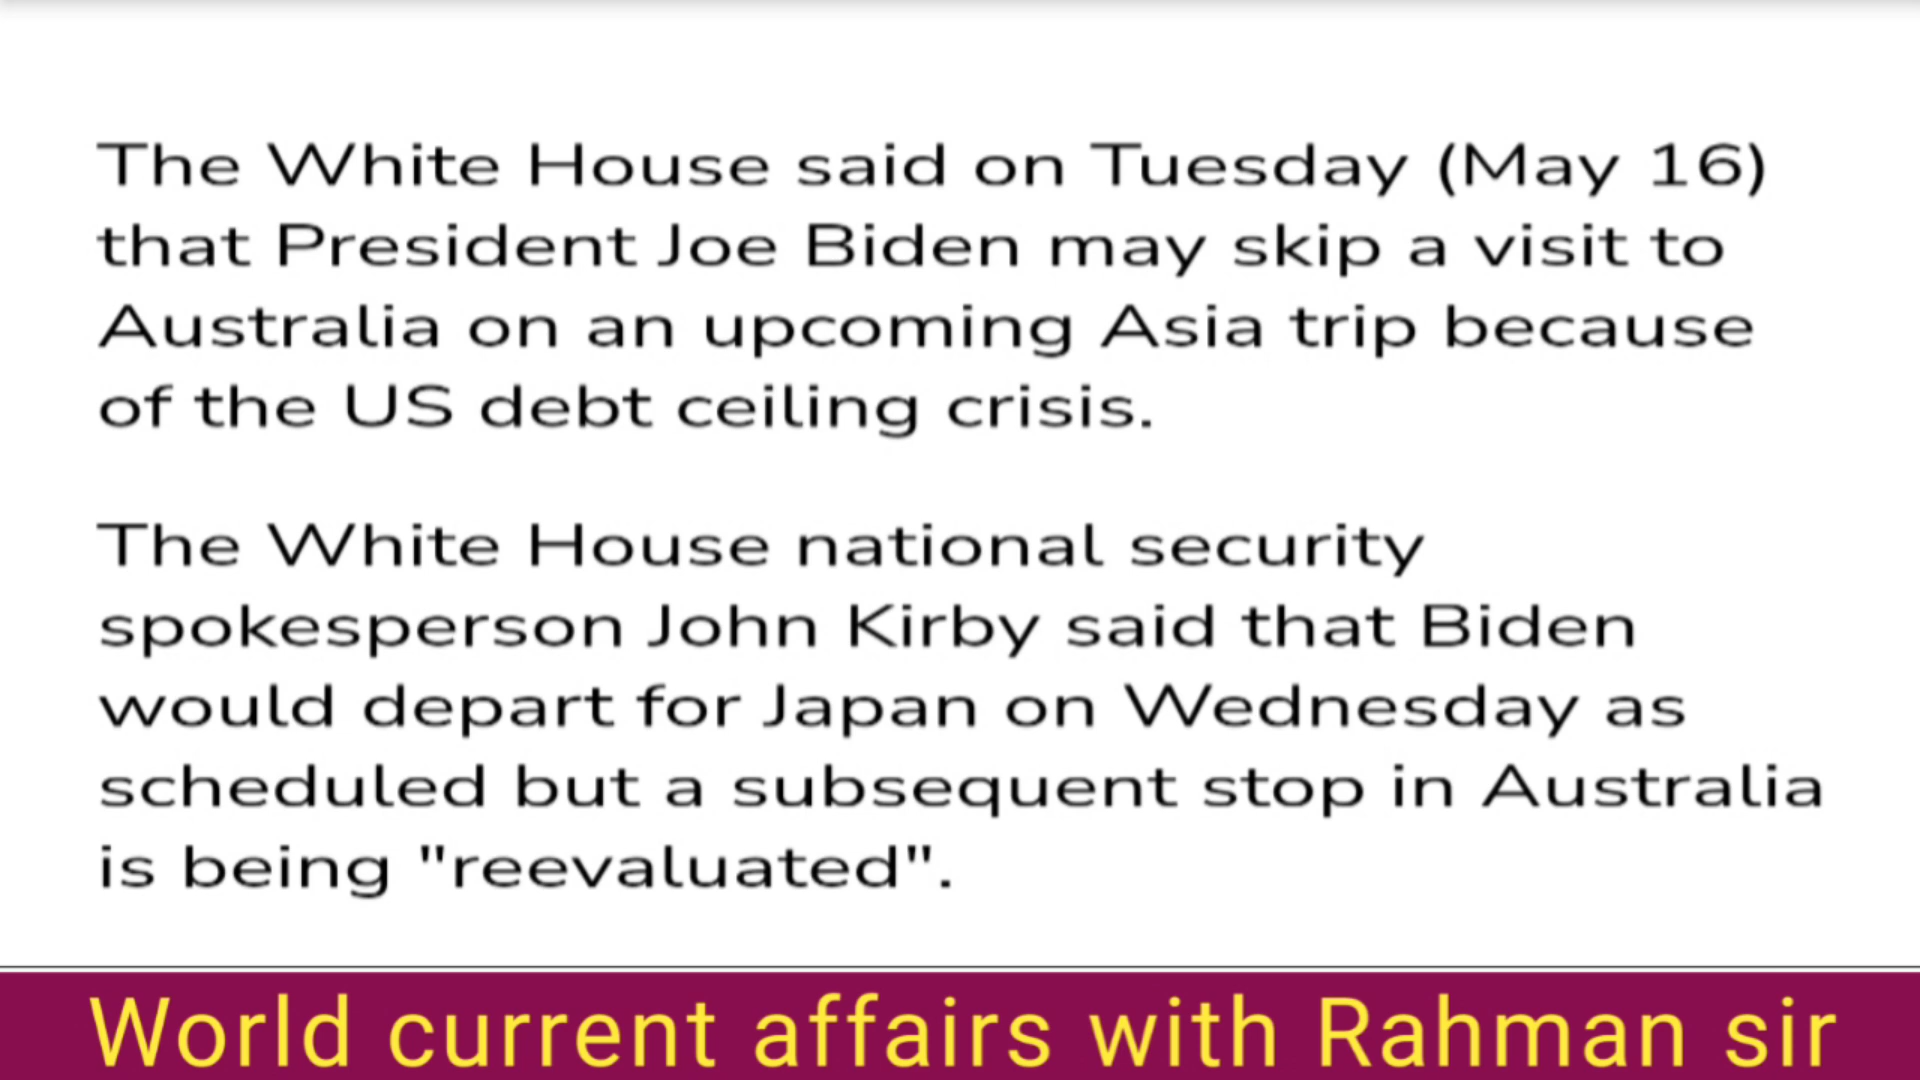 The White House said on Tuesday (May 16)
that President Joe Biden may skip a visit to
Australia on an upcoming Asia trip because
of the US debt ceiling crisis.
The White House national security
spokesperson John Kirby said that Biden
would depart for Japan on Wednesday as
scheduled but a subsequent stop in Australia
is being "reevaluated".
World current affairs with Rahman sir